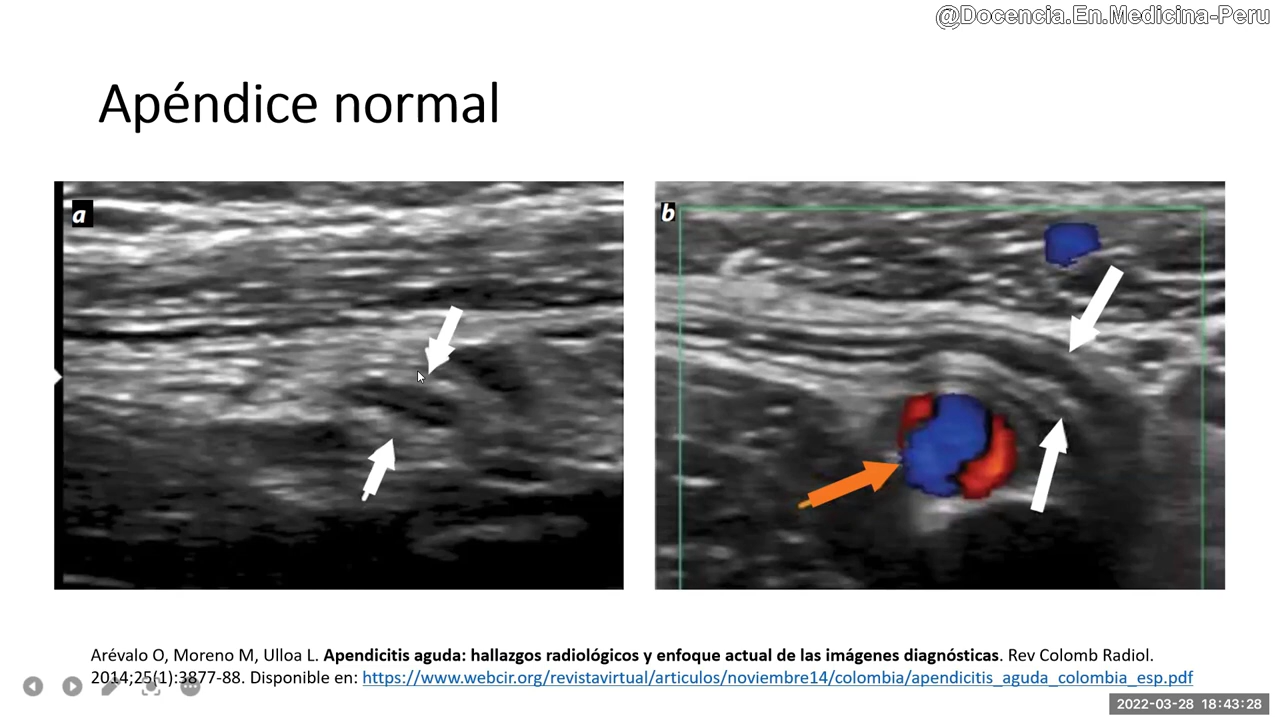 @Docencia.En.Medicina-Peru
Apéndice normal
a
b
Arévalo O, Moreno M, Ulloa L. Apendicitis aguda: hallazgos radiológicos y enfoque actual de las imágenes diagnósticas. Rev Colomb Radiol.
2014;25(1):3877-88. Disponible en: https://www.webcir.org/revistavirtual/articulos/noviembre14/colombia/apendicitis_aguda_colombia_esp.pdf
2022-03-28 18:43:28